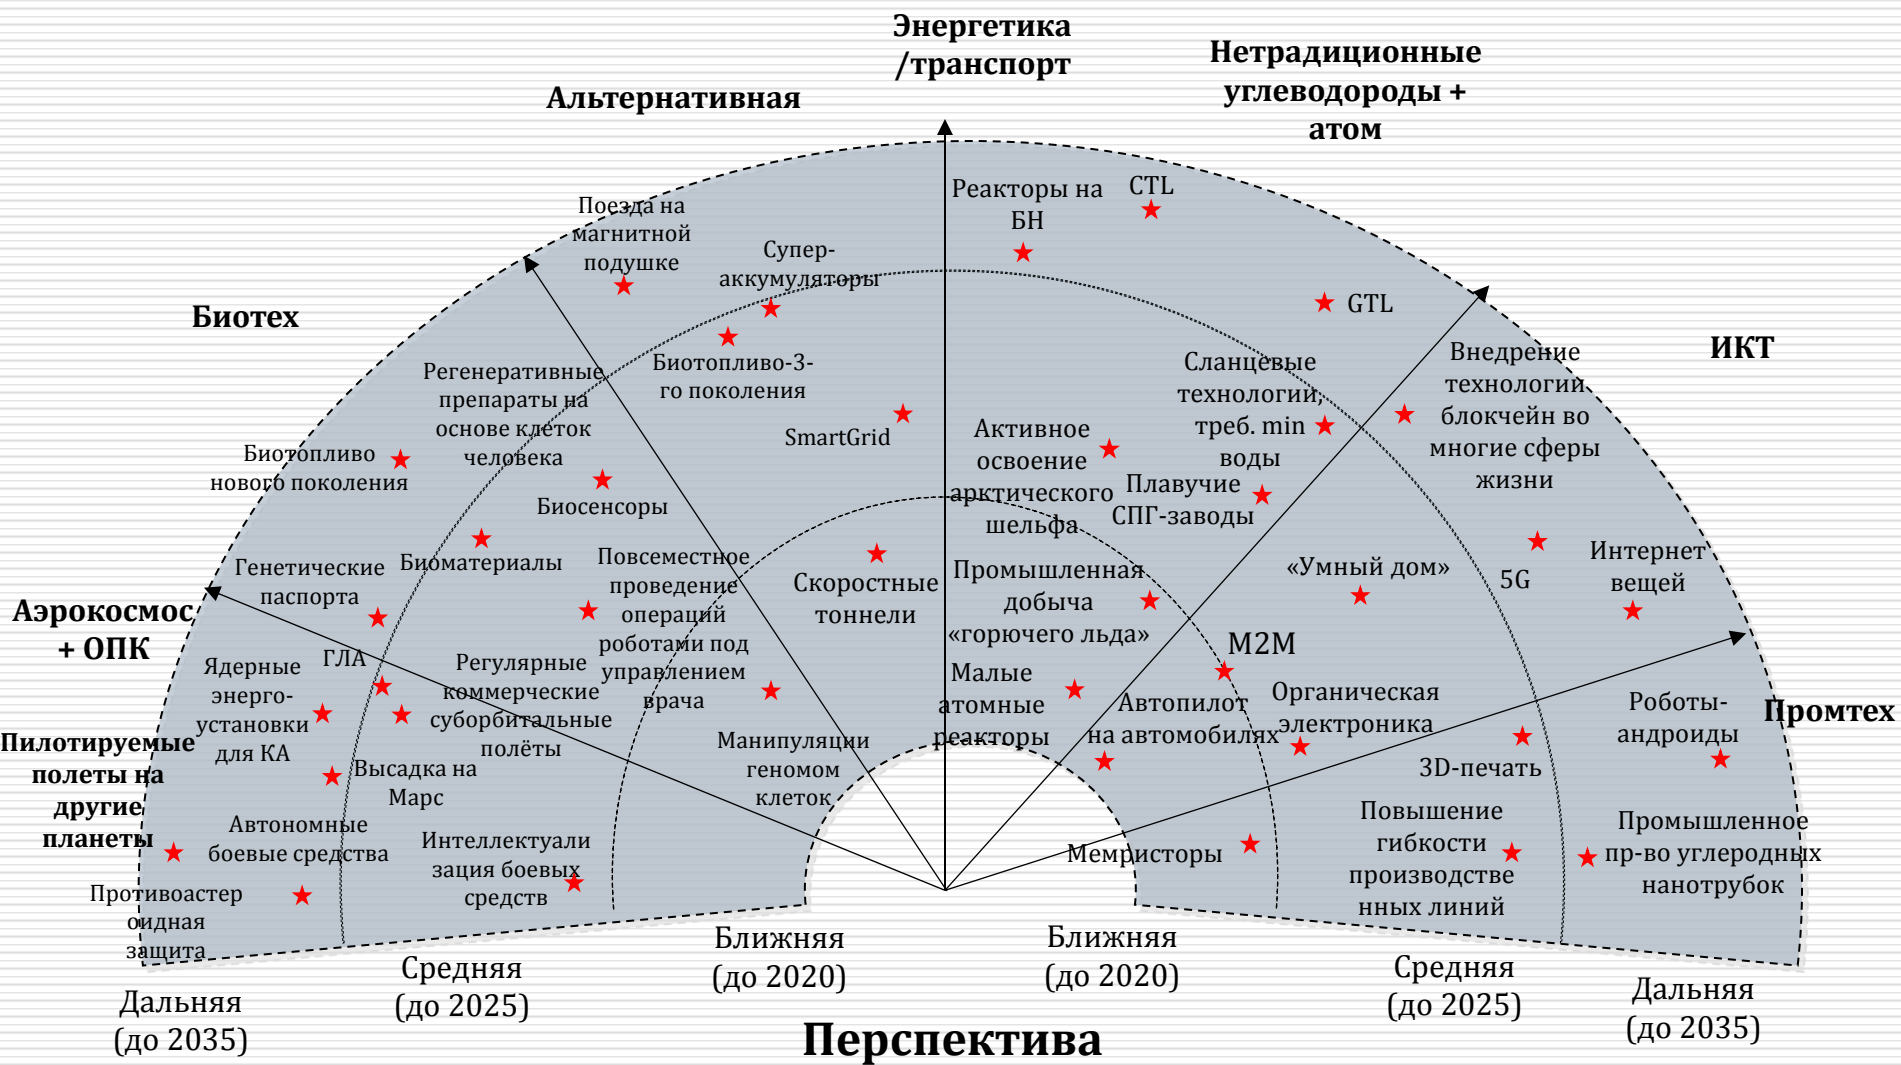 Энергетика
/транспорт
Нетрадиционные
углеводороды +
атом
Альтернативная
Биотех
ИКТ
Аэрокосмос
+ ОПК
Промтех
Поезда на
магнитной
подушке
Супер-
аккумуляторы
Биотопливо-3-
го поколения
SmartGrid
Скоростные
тоннели
Реакторы на
БН
CTL
GTL
Сланцевые
технологии,
треб. min
воды
Активное
освоение
арктического
шельфа
Плавучие
СПГ-заводы
Промышленная
добыча
«горючего льда»
Малые
атомные
реакторы
Внедрение
технологии
блокчейн во
многие сферы
жизни
5G
Интернет
вещей
«Умный дом»
M2M
Автопилот
на автомобилях
Органическая
электроника
Роботы-
андроиды
3D-печать
Повышение
гибкости
производстве
нных линий
Промышленное
пр-во углеродных
нанотрубок
Мемристоры
Регенеративные
препараты на
основе клеток
человека
Биотопливо
нового поколения
Биосенсоры
Биоматериалы
Генетические
паспорта
Повсеместное
проведение
операций
роботами под
управлением
врача
Манипуляции
геномом
клеток
ГЛА
Ядерные
энерго-
установки
для КА
Регулярные
коммерческие
суборбитальные
полёты
Пилотируемые
полеты на
другие
планеты
Высадка на
Марс
Автономные
боевые средства
Интеллектуали
зация боевых
средств
Противоастер
оидная
защита
Дальняя
(до 2035)
Средняя
(до 2025)
Ближняя
(до 2020)
Ближняя
(до 2020)
Средняя
(до 2025)
Дальняя
(до 2035)
Перспектива